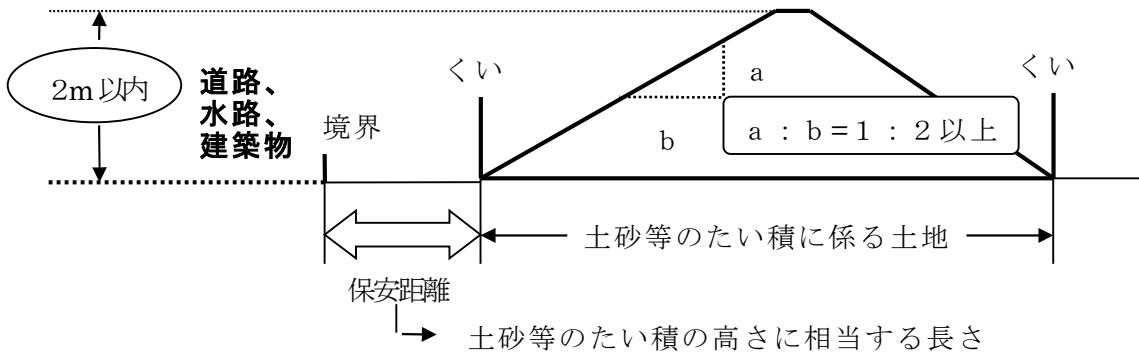 2m以内
道路、
水路、
建築物
境界
くい
くい
a
b
a：b＝1：2以上
土砂等のたい積に係る土地
保安距離
土砂等のたい積の高さに相当する長さ